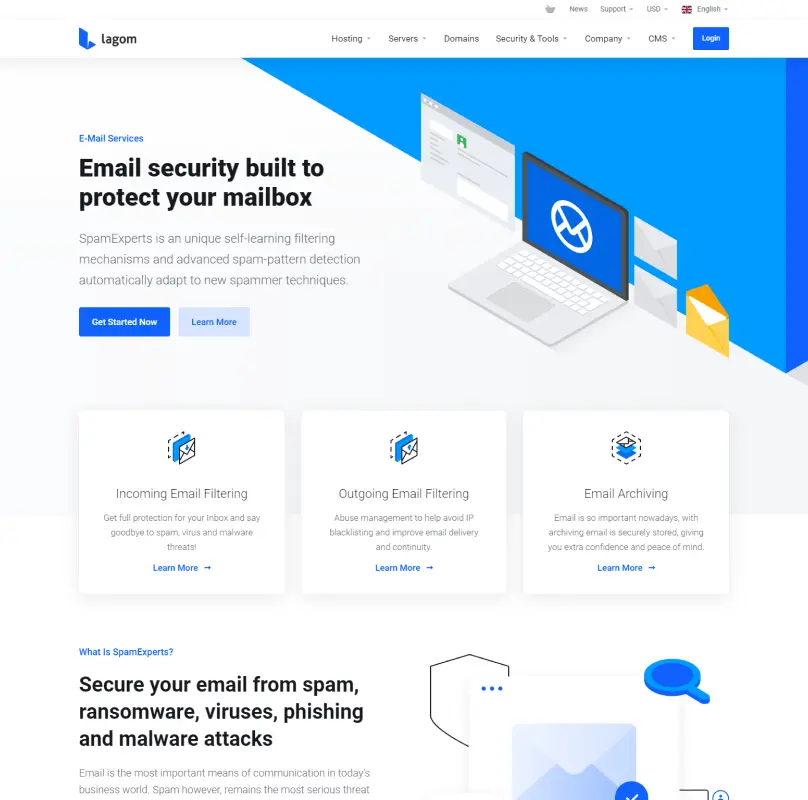 News Support USD English
lagom
Hosting Servers Domains Security & Tools Company CMS Login
E-Mail Services
Email security built to
protect your mailbox
SpamExperts is an unique self-learning filtering
mechanisms and advanced spam-pattern detection
automatically adapt to new spammer techniques.
Get Started Now Learn More
Incoming Email Filtering
Get full protection for your Inbox and say
goodbye to spam, virus and malware
threats!
Learn More →
Outgoing Email Filtering
Abuse management to help avoid IP
blacklisting and improve email delivery
and continuity.
Learn More →
Email Archiving
Email is so important nowadays, with
archiving email is securely stored, giving
you extra confidence and peace of mind.
Learn More →
What Is SpamExperts?
Secure your email from spam,
ransomware, viruses, phishing
and malware attacks
Email is the most important means of communication in today's
business world. Spam however, remains the most serious threat